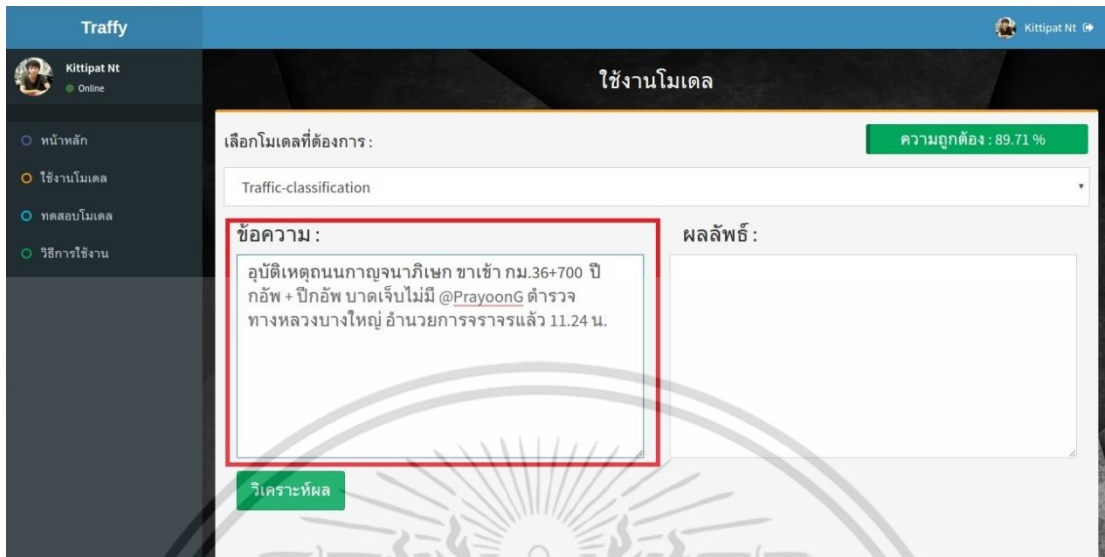 Traffy
Kittipat Nt
Kittipat Nt
Online
ใช้งานโมเดล
หน้าหลัก
ใช้งานโมเดล
ทดสอบโมเดล
วิธีการใช้งาน
เลือกโมเดลที่ต้องการ :
ความถูกต้อง : 89.71 %
Traffic-classification
ข้อความ :
ผลลัพธ์ :
อุบัติเหตุถนนกาญจนาภิเษก ขาเข้า กม.36+700 ปิ
กอัพ + ปิกอัพ บาดเจ็บไม่มี @PrayoonG ตำรวจ
ทางหลวงบางใหญ่ อำนวยการจราจรแล้ว 11.24 น.
วิเคราะห์ผล